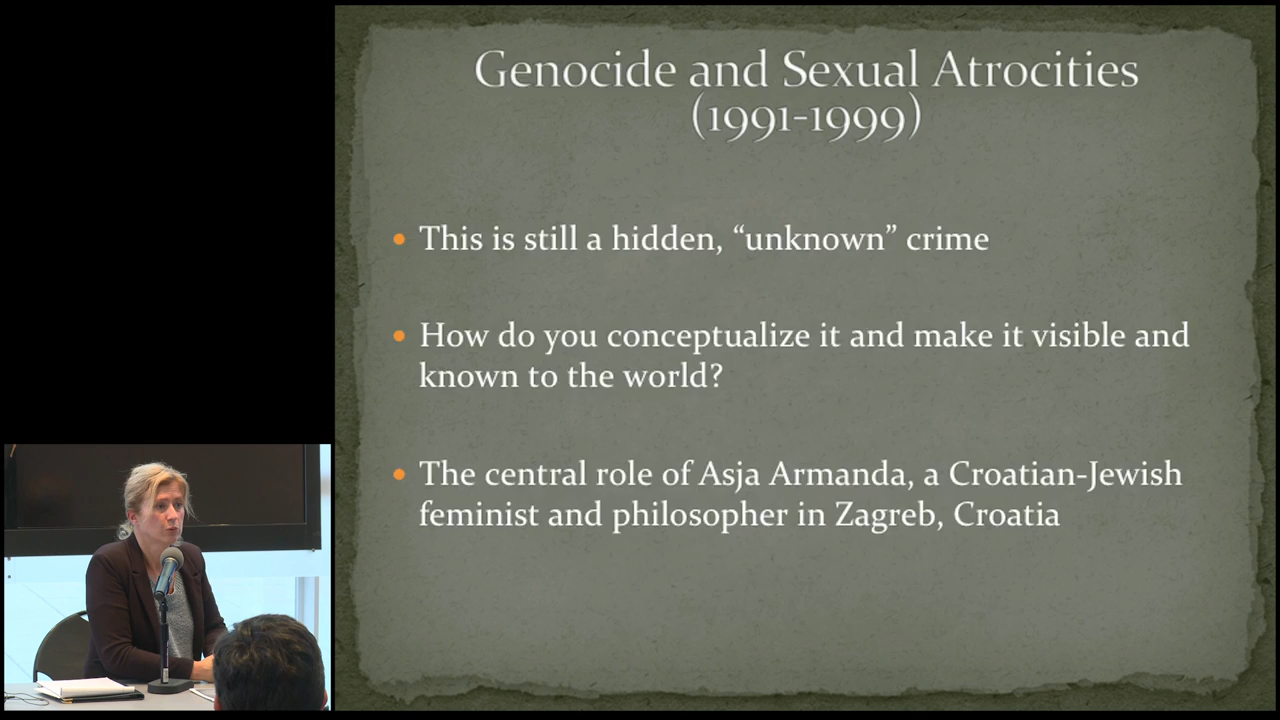 Genocide and Sexual Atrocities
(1991-1999)
• This is still a hidden, “unknown” crime
• How do you conceptualize it and make it visible and
known to the world?
• The central role of Asja Armanda, a Croatian-Jewish
feminist and philosopher in Zagreb, Croatia